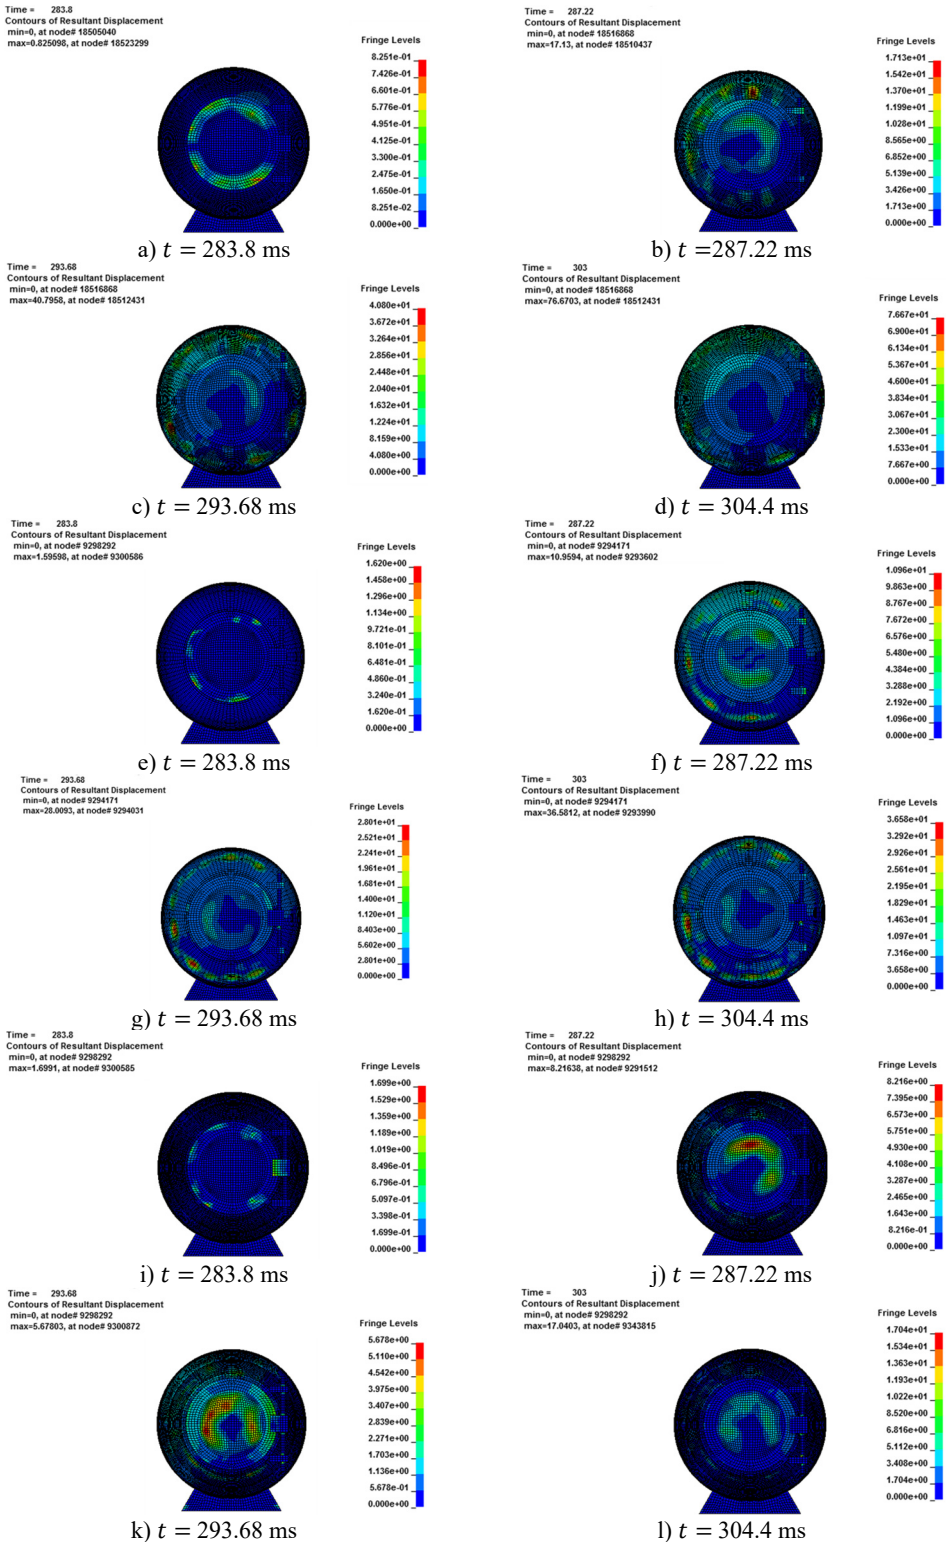 Time = 283.8
Contours of Resultant Displacement
min=0, at node# 18505040
max=0.825098, at node# 18523299
Fringe Levels
8.251e-01
7.426e-01
6.601e-01
5.776e-01
4.951e-01
4.125e-01
3.300e-01
2.475e-01
1.650e-01
8.251e-02
0.000e+00
a) t = 283.8 ms
Time = 287.22
Contours of Resultant Displacement
min=0, at node# 18516868
max=17.13, at node# 18510437
Fringe Levels
1.713e+01
1.542e+01
1.370e+01
1.199e+01
1.028e+01
8.565e+00
6.852e+00
5.139e+00
3.426e+00
1.713e+00
0.000e+00
b) t =287.22 ms
Time = 293.68
Contours of Resultant Displacement
min=0, at node# 18516868
max=40.7958, at node# 18512431
Fringe Levels
4.080e+01
3.672e+01
3.264e+01
2.856e+01
2.448e+01
2.040e+01
1.632e+01
1.224e+01
8.159e+00
4.080e+00
0.000e+00
c) t = 293.68 ms
Time = 303
Contours of Resultant Displacement
min=0, at node# 18516868
max=76.6703, at node# 18512431
Fringe Levels
7.667e+01
6.900e+01
6.134e+01
5.367e+01
4.600e+01
3.834e+01
3.067e+01
2.300e+01
1.533e+01
7.667e+00
0.000e+00
d) t = 304.4 ms
Time = 283.8
Contours of Resultant Displacement
min=0, at node# 9298292
max=1.59598, at node# 9300586
Fringe Levels
1.620e+00
1.458e+00
1.296e+00
1.134e+00
9.721e-01
8.101e-01
6.481e-01
4.860e-01
3.240e-01
1.620e-01
0.000e+00
e) t = 283.8 ms
Time = 287.22
Contours of Resultant Displacement
min=0, at node# 9294171
max=10.9594, at node# 9293602
Fringe Levels
1.096e+01
9.863e+00
8.767e+00
7.672e+00
6.576e+00
5.480e+00
4.384e+00
3.288e+00
2.192e+00
1.096e+00
0.000e+00
f) t = 287.22 ms
Time = 293.68
Contours of Resultant Displacement
min=0, at node# 9294171
max=28.0093, at node# 9294031
Fringe Levels
2.801e+01
2.521e+01
2.241e+01
1.961e+01
1.681e+01
1.400e+01
1.120e+01
8.403e+00
5.602e+00
2.801e+00
0.000e+00
g) t = 293.68 ms
Time = 303
Contours of Resultant Displacement
min=0, at node# 9294171
max=36.5812, at node# 9293990
Fringe Levels
3.658e+01
3.292e+01
2.926e+01
2.561e+01
2.195e+01
1.829e+01
1.463e+01
1.097e+01
7.316e+00
3.658e+00
0.000e+00
h) t = 304.4 ms
Time = 283.8
Contours of Resultant Displacement
min=0, at node# 9298292
max=1.6991, at node# 9300585
Fringe Levels
1.699e+00
1.529e+00
1.359e+00
1.189e+00
1.019e+00
8.496e-01
6.796e-01
5.097e-01
3.398e-01
1.699e-01
0.000e+00
i) t = 283.8 ms
Time = 287.22
Contours of Resultant Displacement
min=0, at node# 9298292
max=8.21638, at node# 9291512
Fringe Levels
8.216e+00
7.395e+00
6.573e+00
5.751e+00
4.930e+00
4.108e+00
3.287e+00
2.465e+00
1.643e+00
8.216e-01
0.000e+00
j) t = 287.22 ms
Time = 293.68
Contours of Resultant Displacement
min=0, at node# 9298292
max=5.67803, at node# 9300872
Fringe Levels
5.678e+00
5.110e+00
4.542e+00
3.975e+00
3.407e+00
2.839e+00
2.271e+00
1.703e+00
1.136e+00
5.678e-01
0.000e+00
k) t = 293.68 ms
Time = 303
Contours of Resultant Displacement
min=0, at node# 9298292
max=17.0403, at node# 9343815
Fringe Levels
1.704e+01
1.534e+01
1.363e+01
1.193e+01
1.022e+01
8.520e+00
6.816e+00
5.112e+00
3.408e+00
1.704e+00
0.000e+00
l) t = 304.4 ms